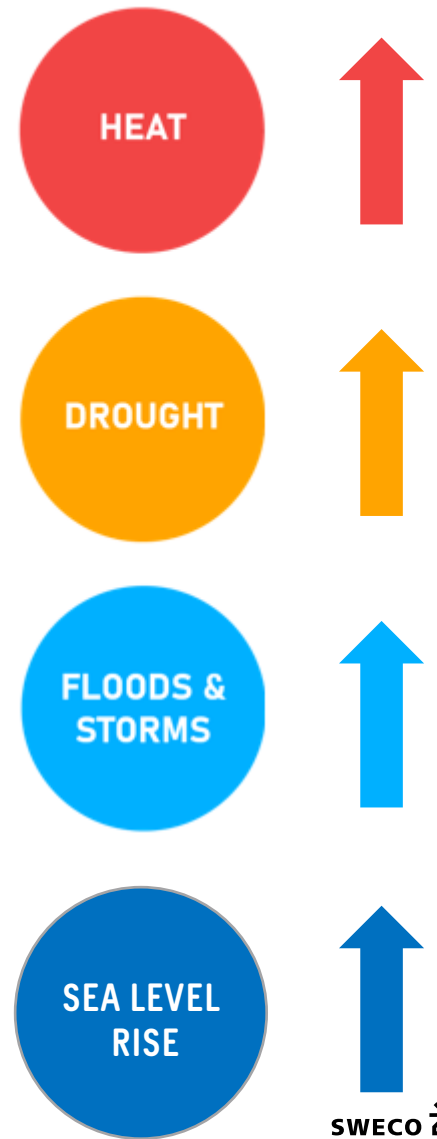 HEAT
DROUGHT
FLOODS &
STORMS
SEA LEVEL
RISE
SWECO